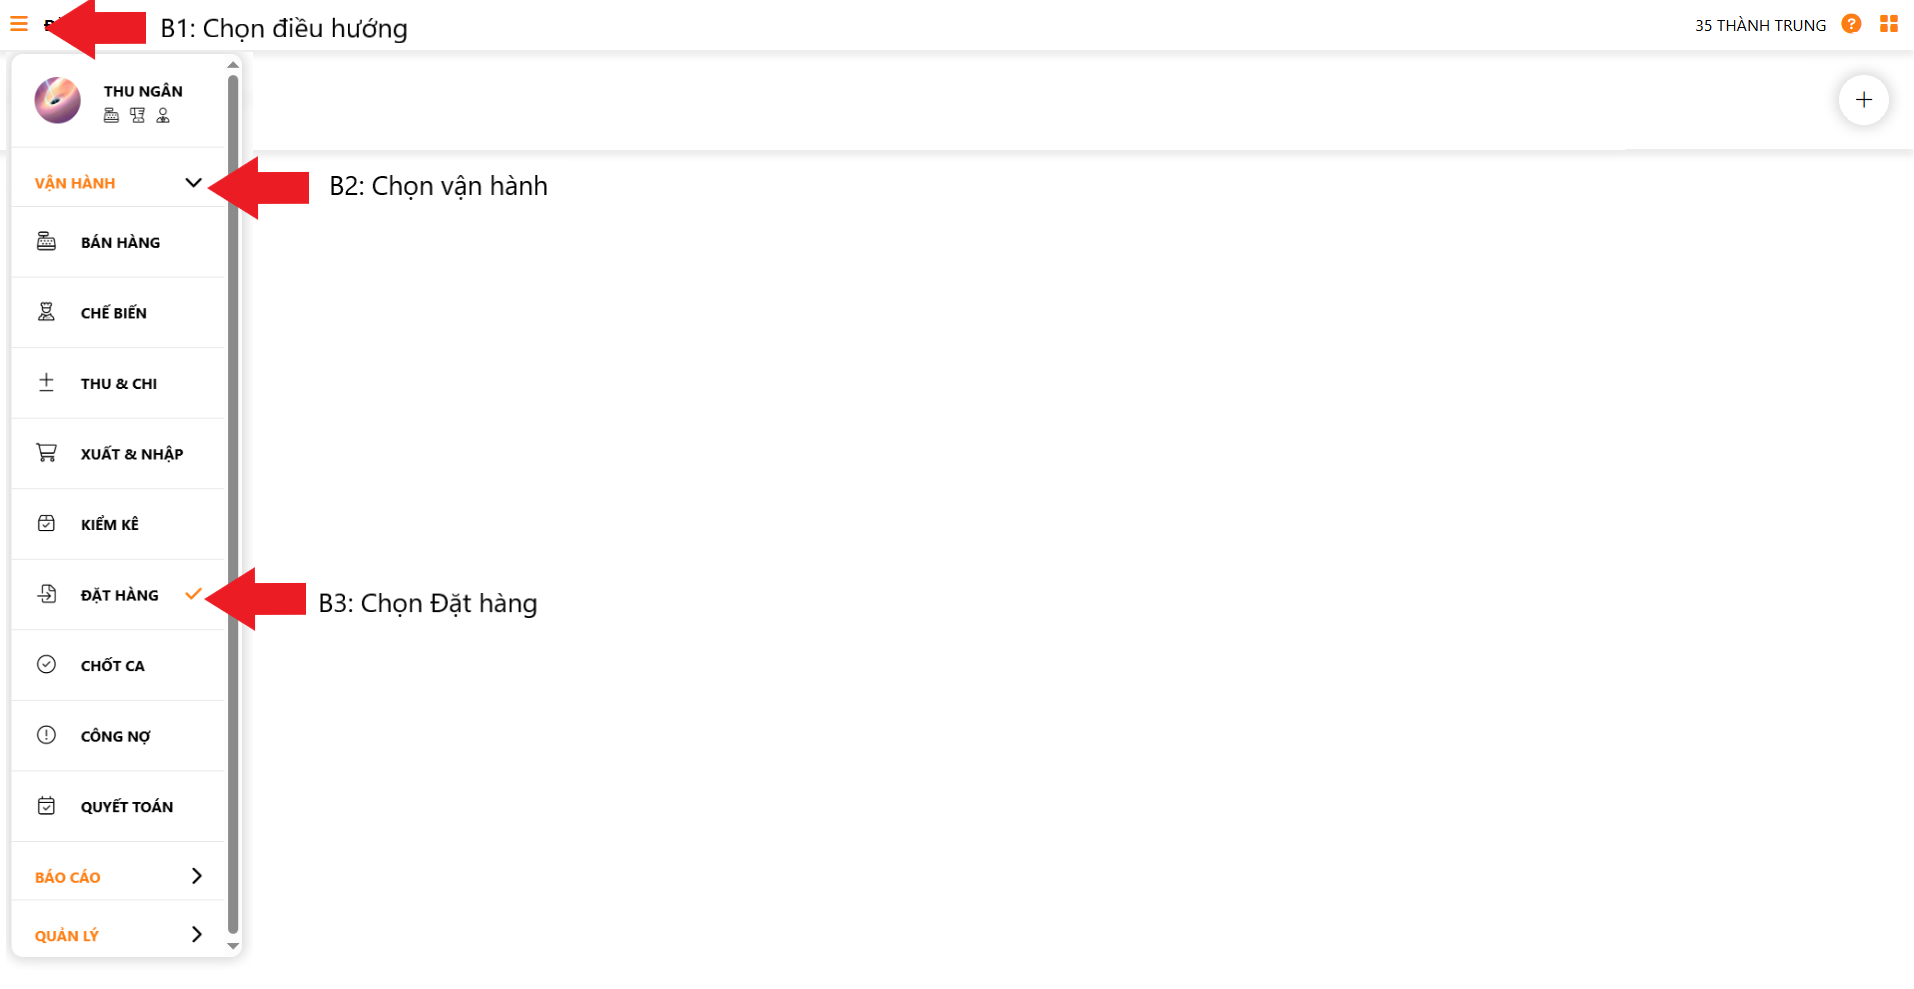 B1: Chọn điều hướng
35 THÀNH TRUNG
THU NGÂN
VẬN HÀNH
B2: Chọn vận hành
BÁN HÀNG
CHẾ BIẾN
THU & CHI
XUẤT & NHẬP
KIỂM KÊ
ĐẶT HÀNG
B3: Chọn Đặt hàng
CHỐT CA
CÔNG NỢ
QUYẾT TOÁN
BÁO CÁO
QUẢN LÝ